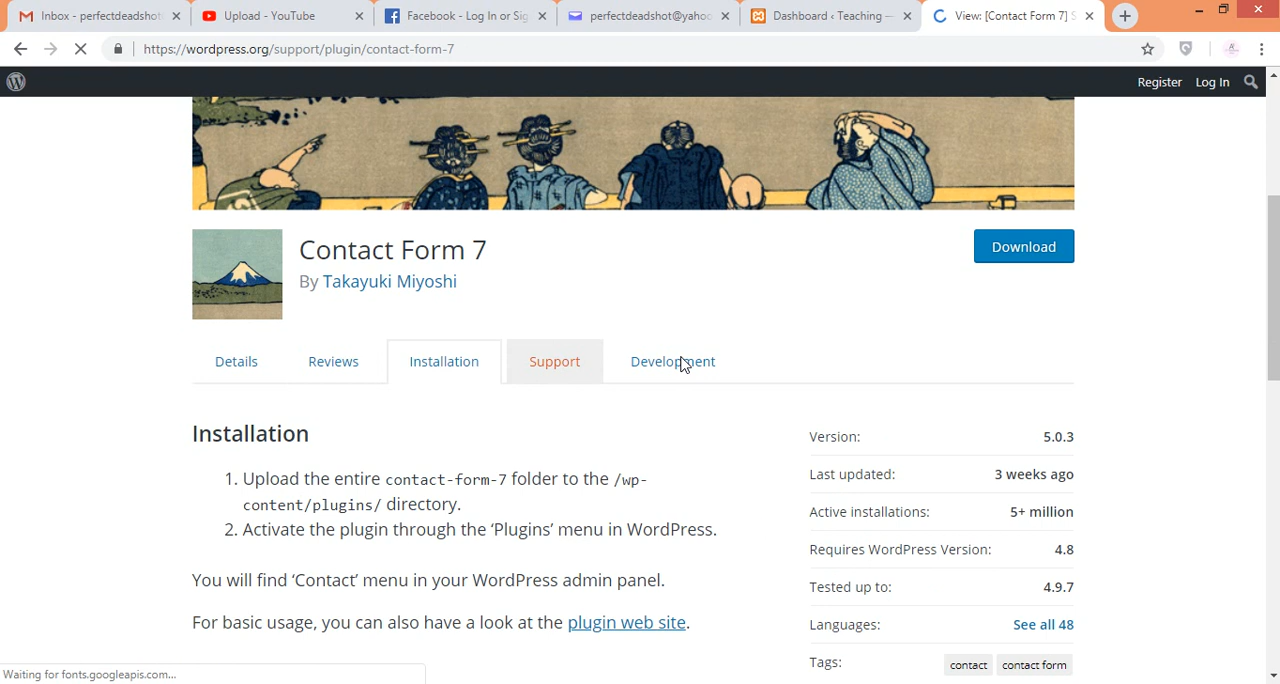 Inbox - perfectdeadshot
Upload - YouTube
Facebook - Log In or Sig
perfectdeadshot@yahoo
Dashboard ‹ Teaching —
View: [Contact Form 7] S
https://wordpress.org/support/plugin/contact-form-7
Register
Log In
Contact Form 7
Download
By Takayuki Miyoshi
Details
Reviews
Installation
Support
Development
Installation
1. Upload the entire contact-form-7 folder to the /wp-
content/plugins/ directory.
2. Activate the plugin through the ‘Plugins’ menu in WordPress.
You will find ‘Contact’ menu in your WordPress admin panel.
For basic usage, you can also have a look at the plugin web site.
Version: 5.0.3
Last updated: 3 weeks ago
Active installations: 5+ million
Requires WordPress Version: 4.8
Tested up to: 4.9.7
Languages: See all 48
Tags: contact contact form
Waiting for fonts.googleapis.com...